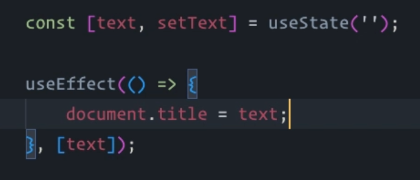 const [text, setText] = useState('');
useEffect(() => {
document.title = text;
}, [text]);